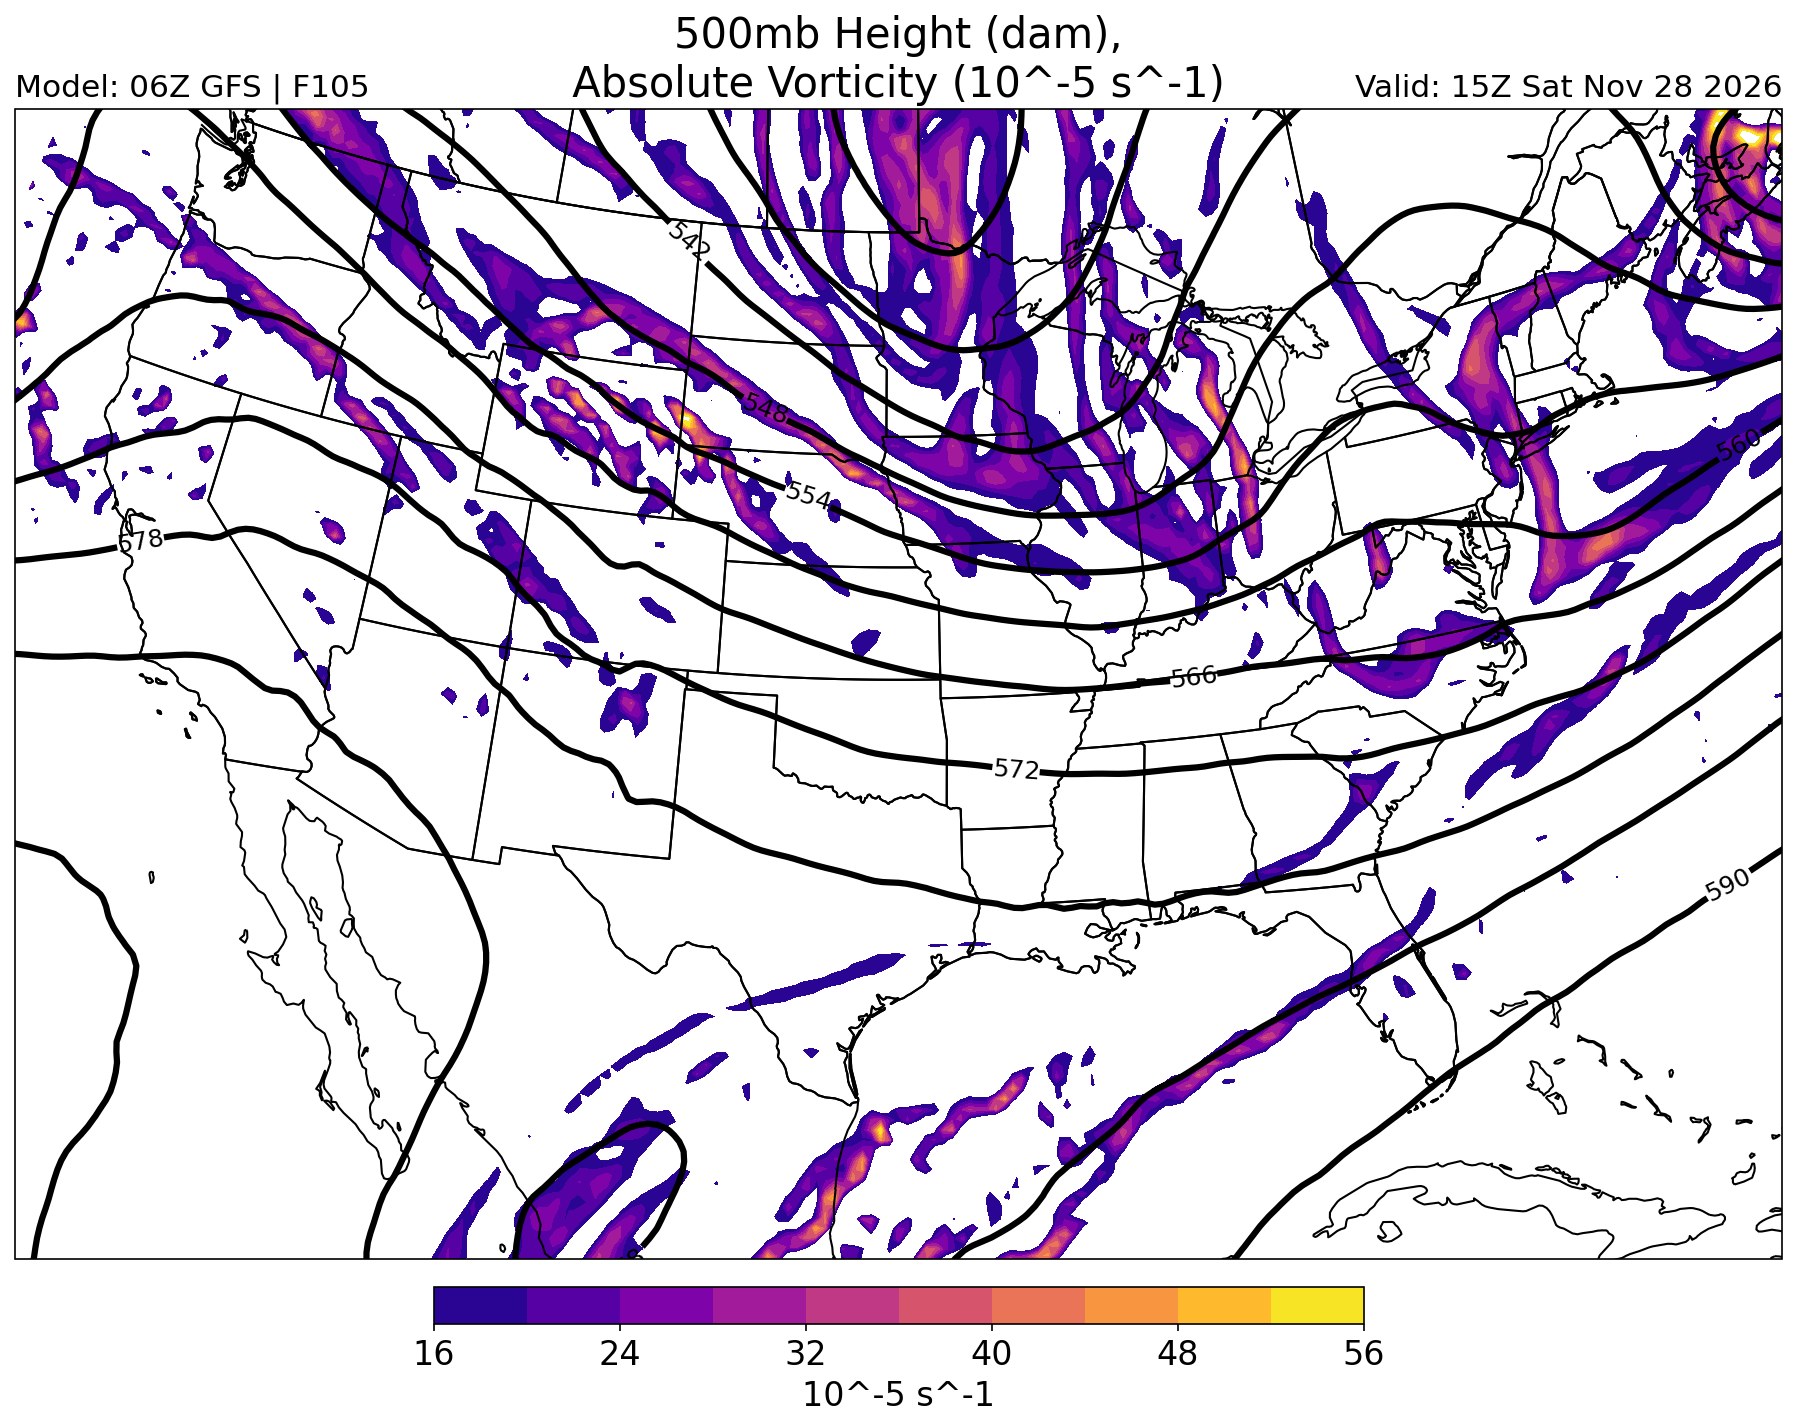 500mb Height (dam),
Model: 06Z GFS | F105
Absolute Vorticity (10^-5 s^-1)
Valid: 15Z Sat Nov 28 2026
542
548
554
560
578
566
572
590
16
24
32
40
48
56
10^-5 s^-1